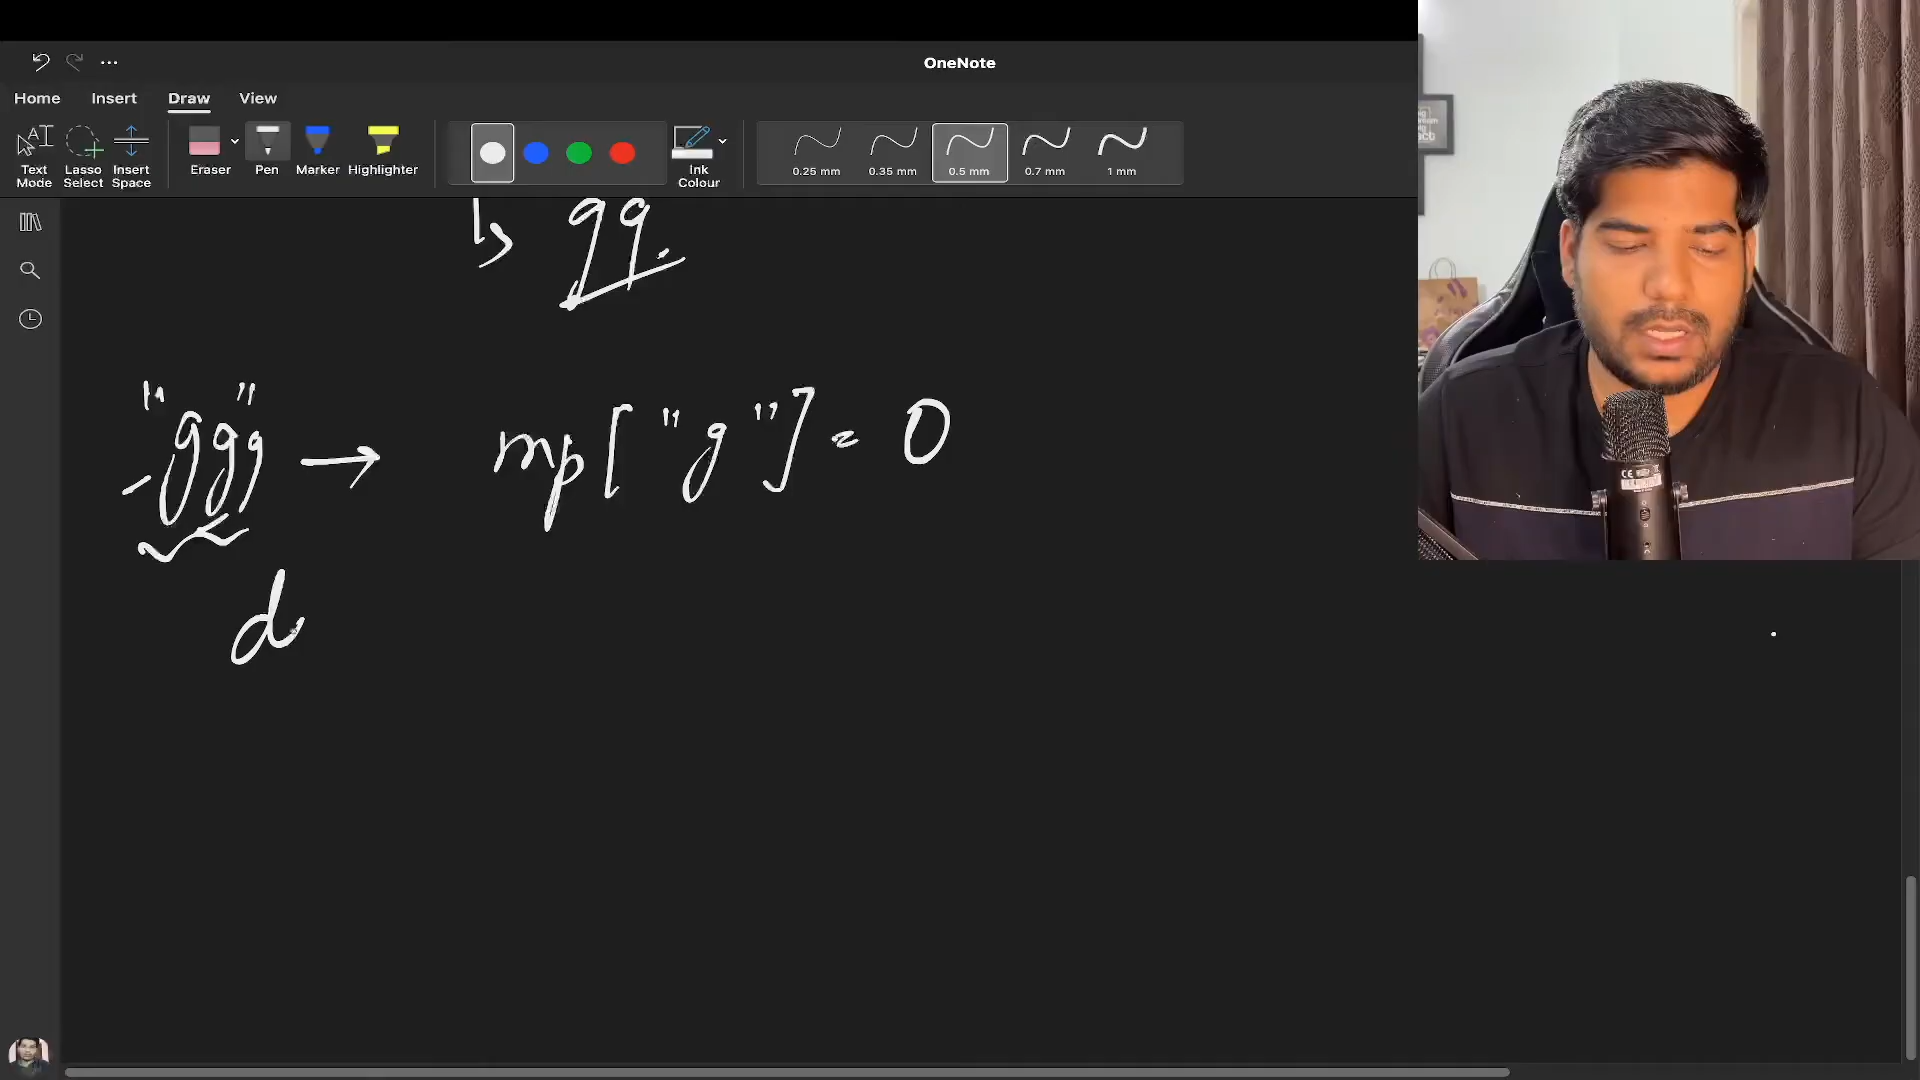 OneNote
Home Insert Draw View
Text Mode
Lasso Select
Insert Space
Eraser
Pen
Marker
Highlighter
Ink Colour
0.25 mm
0.35 mm
0.5 mm
0.7 mm
1 mm
"ggg" → mp["g"] = 0
d